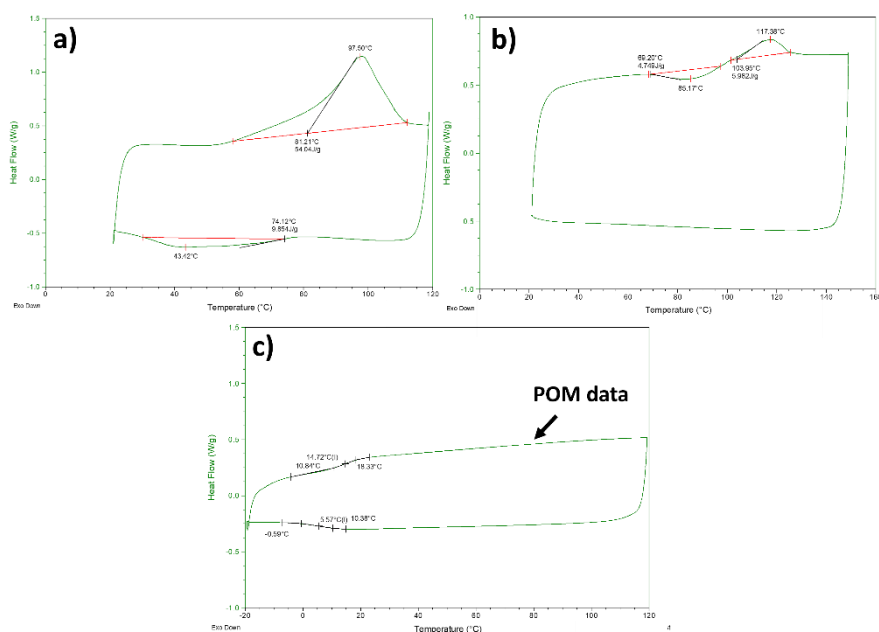 a)
1.5
1.0
0.5
0.0
-0.5
-1.0
Heat Flow (W/g)
97.50°C
81.21°C
54.04J/g
74.12°C
9.854J/g
43.42°C
0 20 40 60 80 100 120
Exo Down
Temperature (°C)
b)
1.0
0.5
0.0
0.5
-1.0
Heat Flow (W/g)
117.38°C
69.20°C
4.749J/g
103.95°C
5.982J/g
85.17°C
0 20 40 60 80 100 120 140 160
Exo Down
Temperature (°C)
c)
1.5
1.0
0.5
0.0
-0.5
-1.0
Heat Flow (W/g)
POM data
14.72°C(I)
10.84°C
18.33°C
5.57°C(I)
10.38°C
-0.59°C
-20 0 20 40 60 80 100 120
Exo Down
Temperature (°C)
4